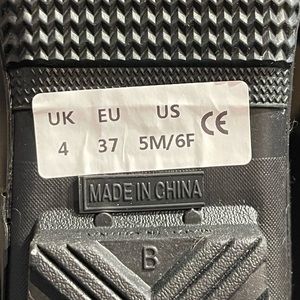 UK EU US CE
4 37 5M/6F
MADE IN CHINA
B